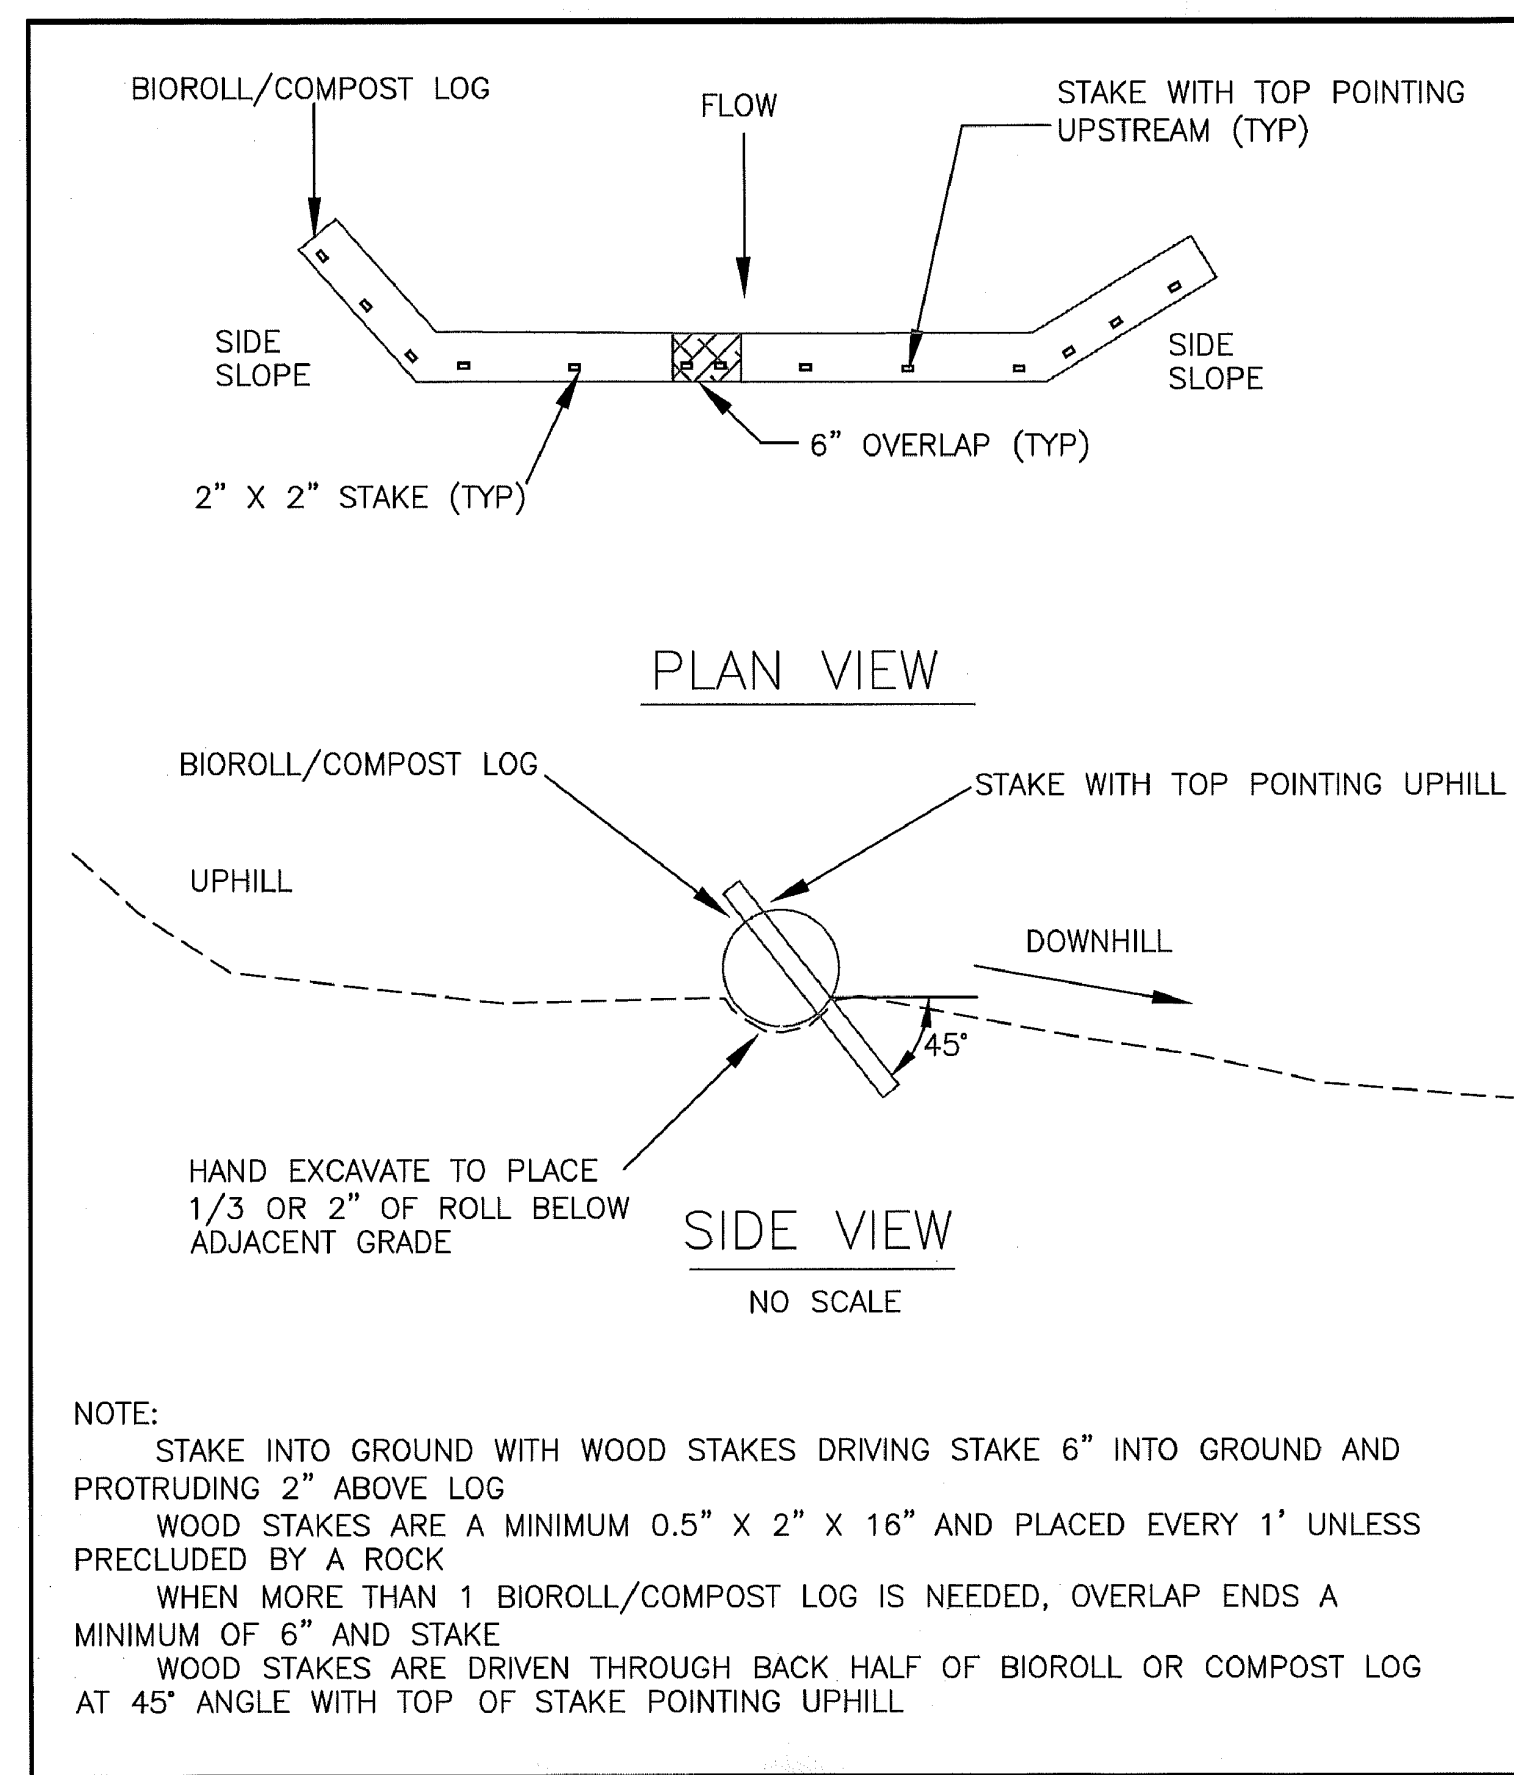 BIOROLL/COMPOST LOG
FLOW
STAKE WITH TOP POINTING
UPSTREAM (TYP)
SIDE
SLOPE
SIDE
SLOPE
6" OVERLAP (TYP)
2" X 2" STAKE (TYP)
PLAN VIEW
BIOROLL/COMPOST LOG
STAKE WITH TOP POINTING UPHILL
UPHILL
DOWNHILL
45°
HAND EXCAVATE TO PLACE
1/3 OR 2" OF ROLL BELOW
ADJACENT GRADE
SIDE VIEW
NO SCALE
NOTE:
STAKE INTO GROUND WITH WOOD STAKES DRIVING STAKE 6" INTO GROUND AND
PROTRUDING 2" ABOVE LOG
WOOD STAKES ARE A MINIMUM 0.5" X 2" X 16" AND PLACED EVERY 1' UNLESS
PRECLUDED BY A ROCK
WHEN MORE THAN 1 BIOROLL/COMPOST LOG IS NEEDED, OVERLAP ENDS A
MINIMUM OF 6" AND STAKE
WOOD STAKES ARE DRIVEN THROUGH BACK HALF OF BIOROLL OR COMPOST LOG
AT 45° ANGLE WITH TOP OF STAKE POINTING UPHILL